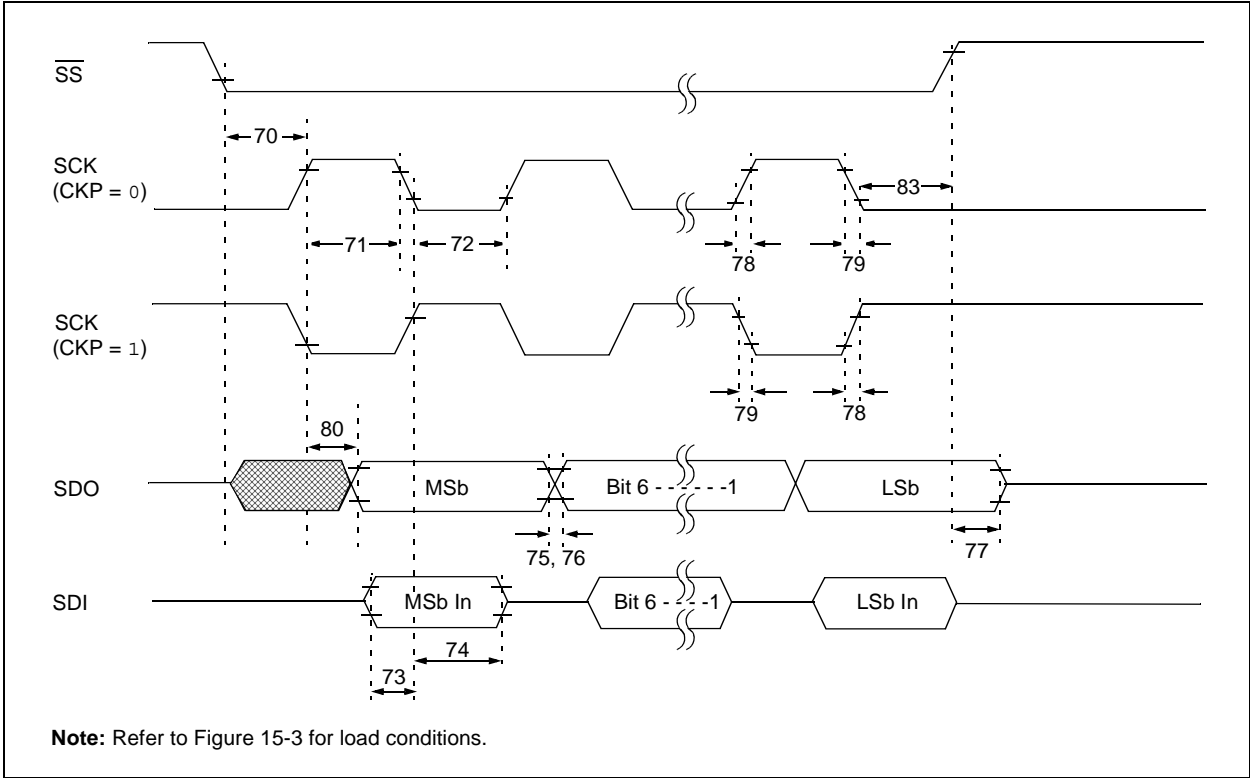 SS
70
SCK
(CKP = 0)
83
71
72
78
79
SCK
(CKP = 1)
79
78
80
SDO
MSb
Bit 6 - - - - - -1
LSb
75, 76
77
SDI
MSb In
Bit 6 - - - - -1
LSb In
74
73
Note: Refer to Figure 15-3 for load conditions.